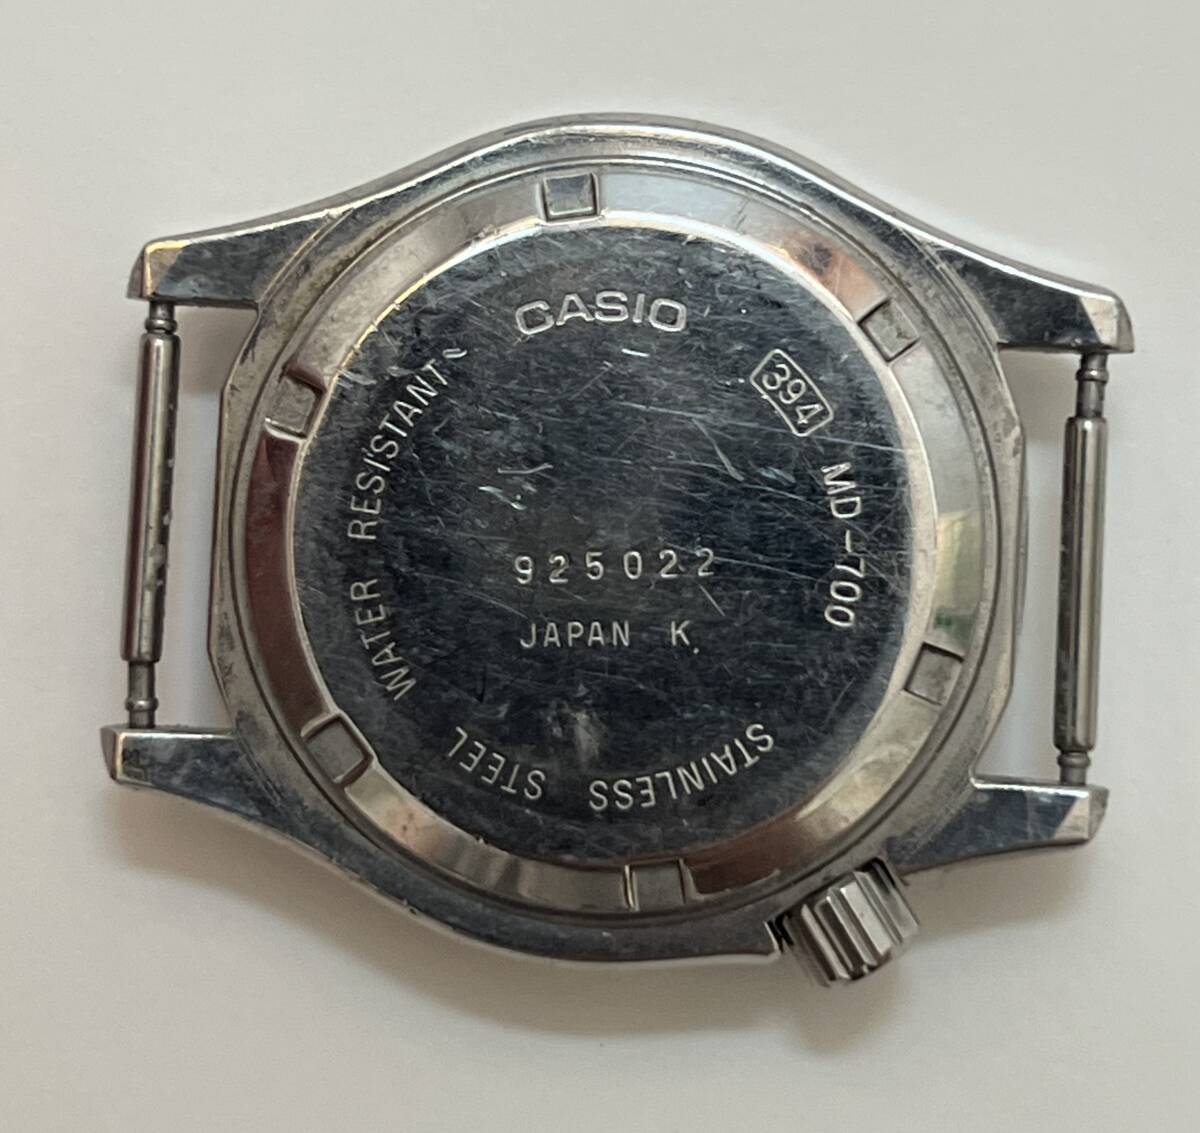 CASIO
394
MD-700
WATER RESISTANT
925022
JAPAN K.
STAINLESS STEEL